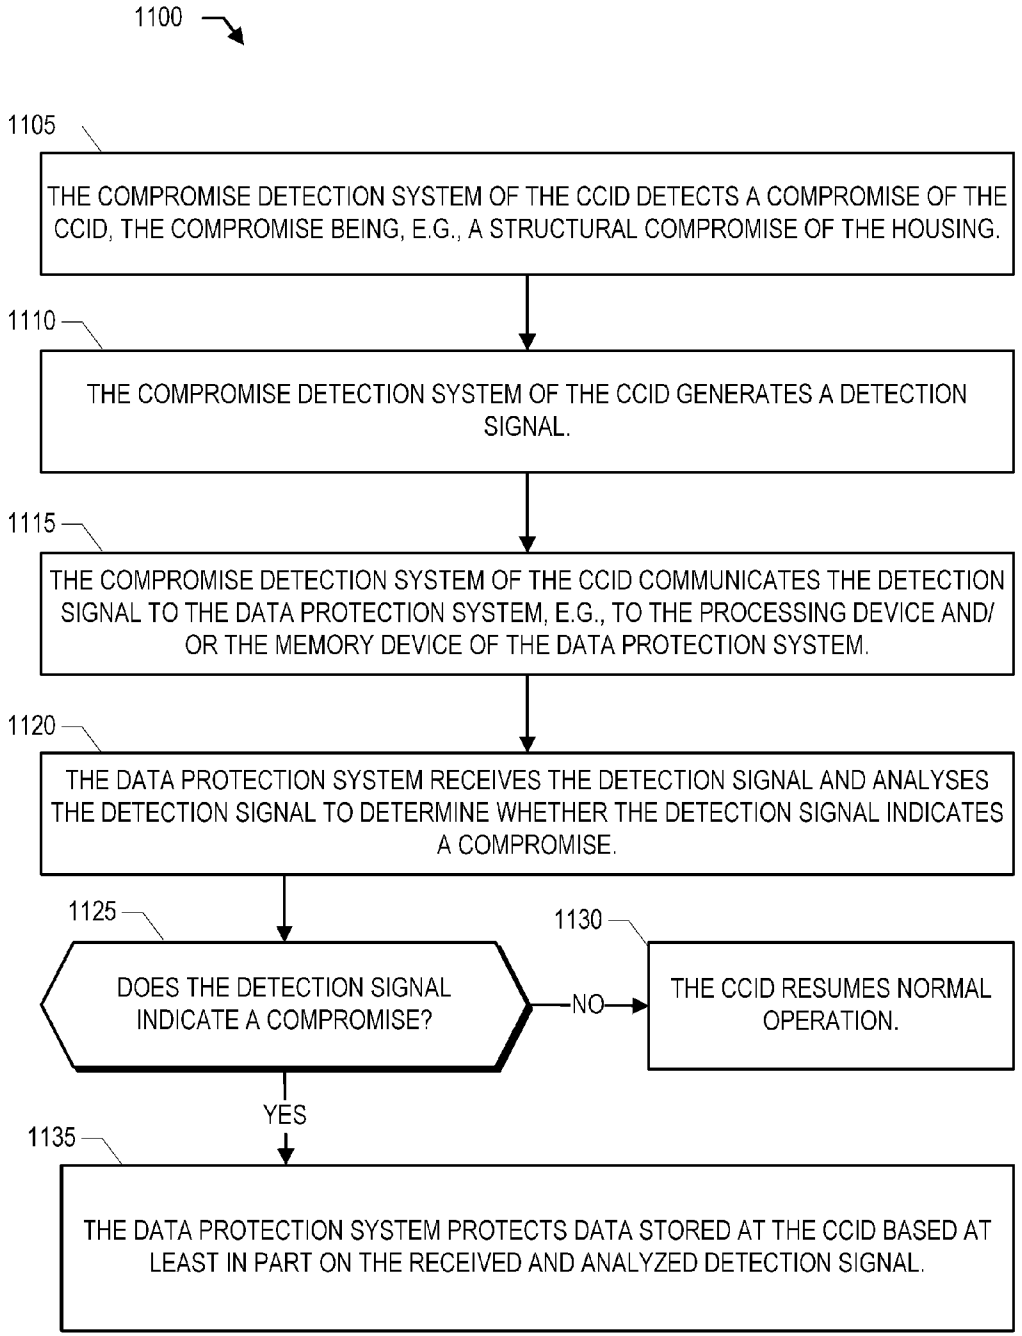 1100
1105
THE COMPROMISE DETECTION SYSTEM OF THE CCID DETECTS A COMPROMISE OF THE
CCID, THE COMPROMISE BEING, E.G., A STRUCTURAL COMPROMISE OF THE HOUSING.
1110
THE COMPROMISE DETECTION SYSTEM OF THE CCID GENERATES A DETECTION
SIGNAL.
1115
THE COMPROMISE DETECTION SYSTEM OF THE CCID COMMUNICATES THE DETECTION
SIGNAL TO THE DATA PROTECTION SYSTEM, E.G., TO THE PROCESSING DEVICE AND/
OR THE MEMORY DEVICE OF THE DATA PROTECTION SYSTEM.
1120
THE DATA PROTECTION SYSTEM RECEIVES THE DETECTION SIGNAL AND ANALYSES
THE DETECTION SIGNAL TO DETERMINE WHETHER THE DETECTION SIGNAL INDICATES
A COMPROMISE.
1125
DOES THE DETECTION SIGNAL
INDICATE A COMPROMISE?
NO
1130
THE CCID RESUMES NORMAL
OPERATION.
YES
1135
THE DATA PROTECTION SYSTEM PROTECTS DATA STORED AT THE CCID BASED AT
LEAST IN PART ON THE RECEIVED AND ANALYZED DETECTION SIGNAL.